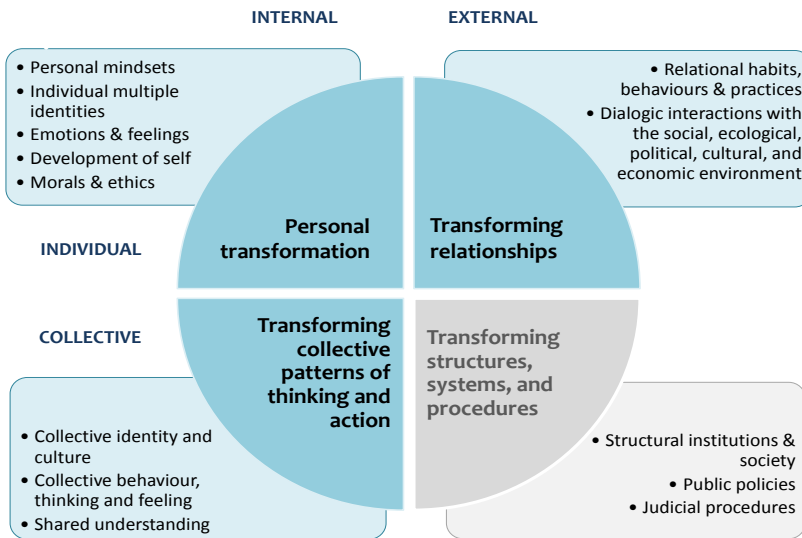 INTERNAL
EXTERNAL
• Personal mindsets
• Individual multiple
identities
• Emotions & feelings
• Development of self
• Morals & ethics
• Relational habits,
behaviours & practices
• Dialogic interactions with
the social, ecological,
political, cultural, and
economic environment
INDIVIDUAL
Personal
transformation
Transforming
relationships
COLLECTIVE
Transforming
collective
patterns of
thinking and
action
Transforming
structures,
systems, and
procedures
• Collective identity and
culture
• Collective behaviour,
thinking and feeling
• Shared understanding
• Structural institutions &
society
• Public policies
• Judicial procedures